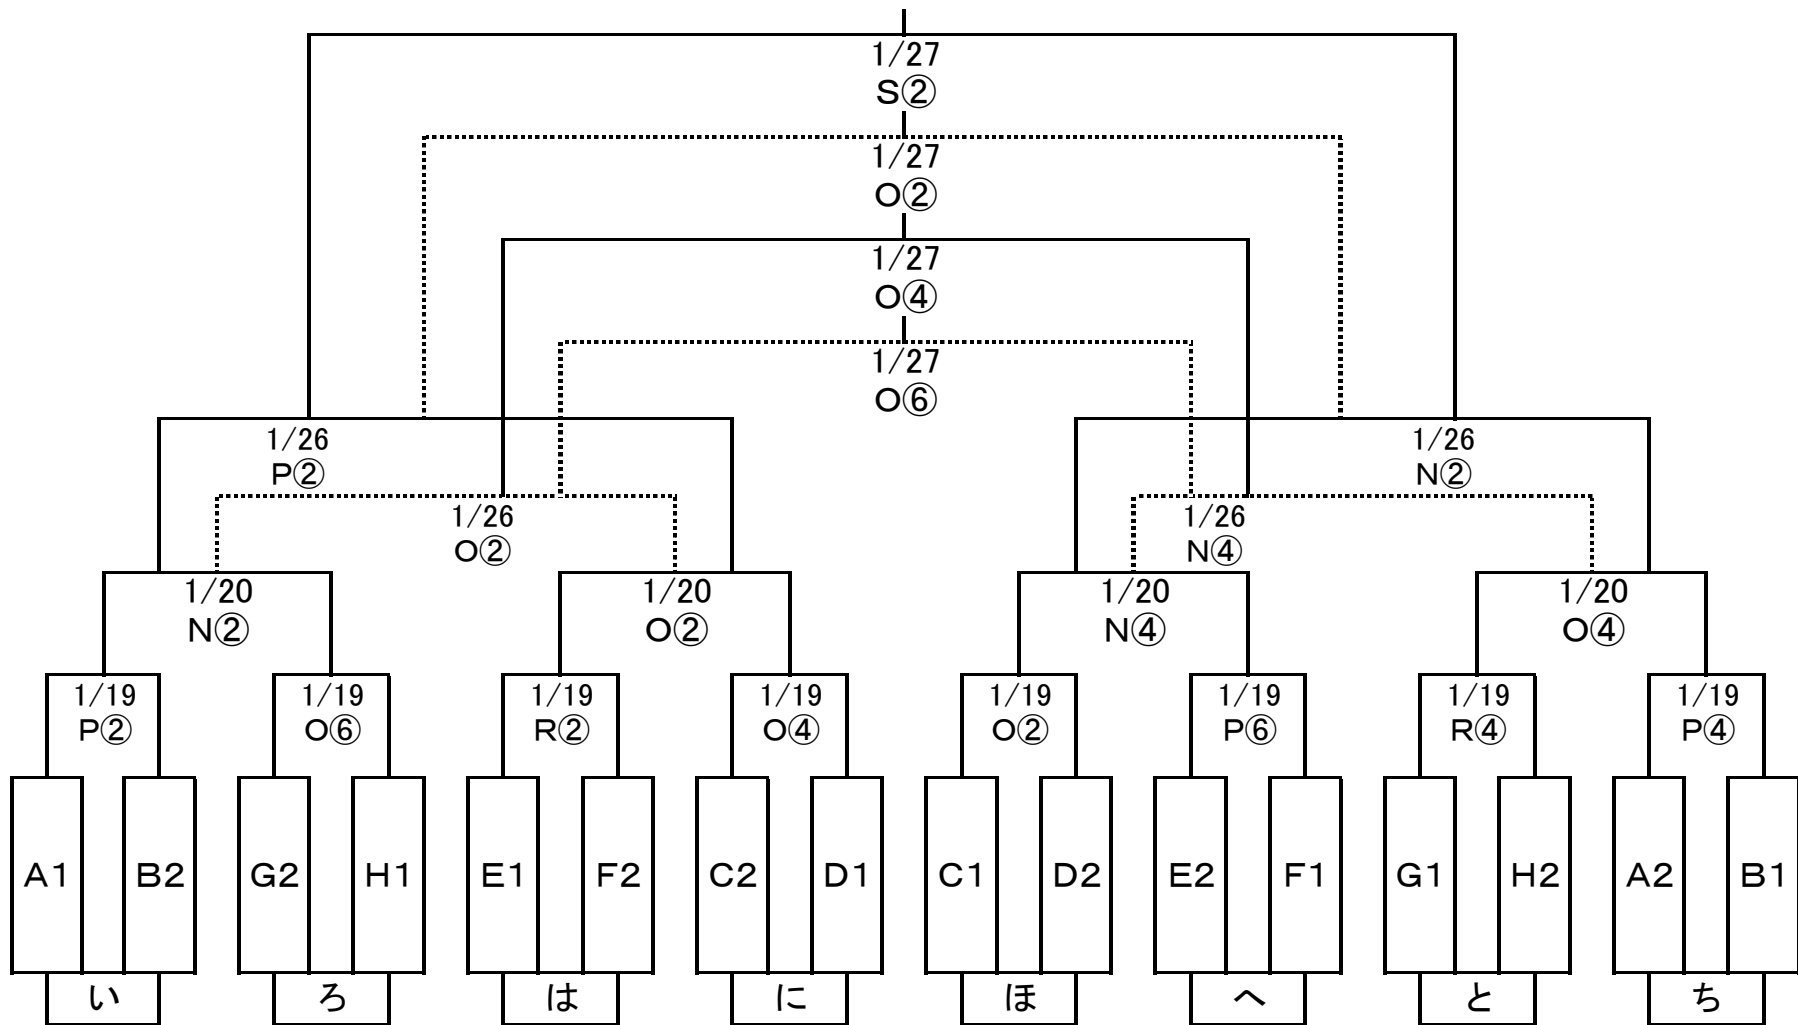 1/27
S②
1/27
O②
1/27
O④
1/27
O⑥
1/26
P②
1/26
N②
1/26
O②
1/26
N④
1/20
N②
1/20
O②
1/20
N④
1/20
O④
1/19
P②
1/19
O⑥
1/19
R②
1/19
O④
1/19
O②
1/19
P⑥
1/19
R④
1/19
P④
A1 B2 G2 H1 E1 F2 C2 D1 C1 D2 E2 F1 G1 H2 A2 B1
い ろ は に ほ へ と ち